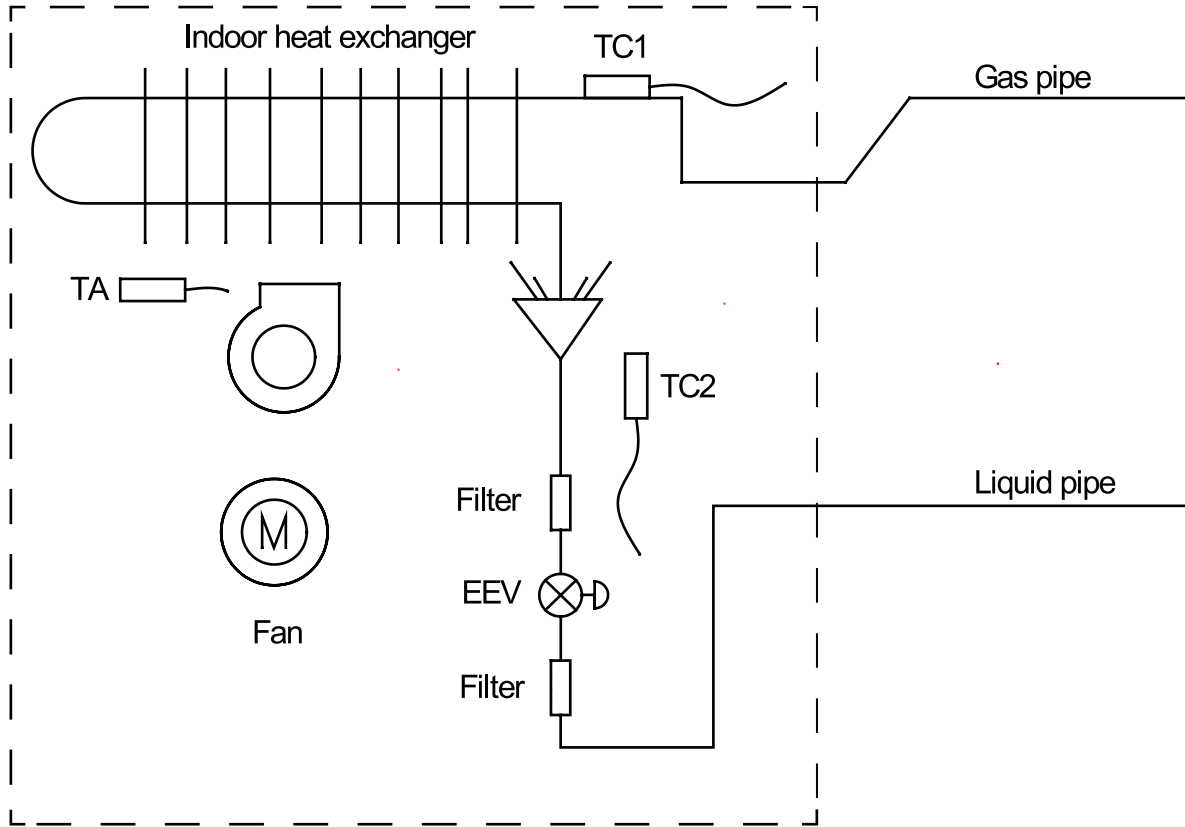 Indoor heat exchanger
TC1
Gas pipe
TA
TC2
Filter
Liquid pipe
M
EEV
Fan
Filter